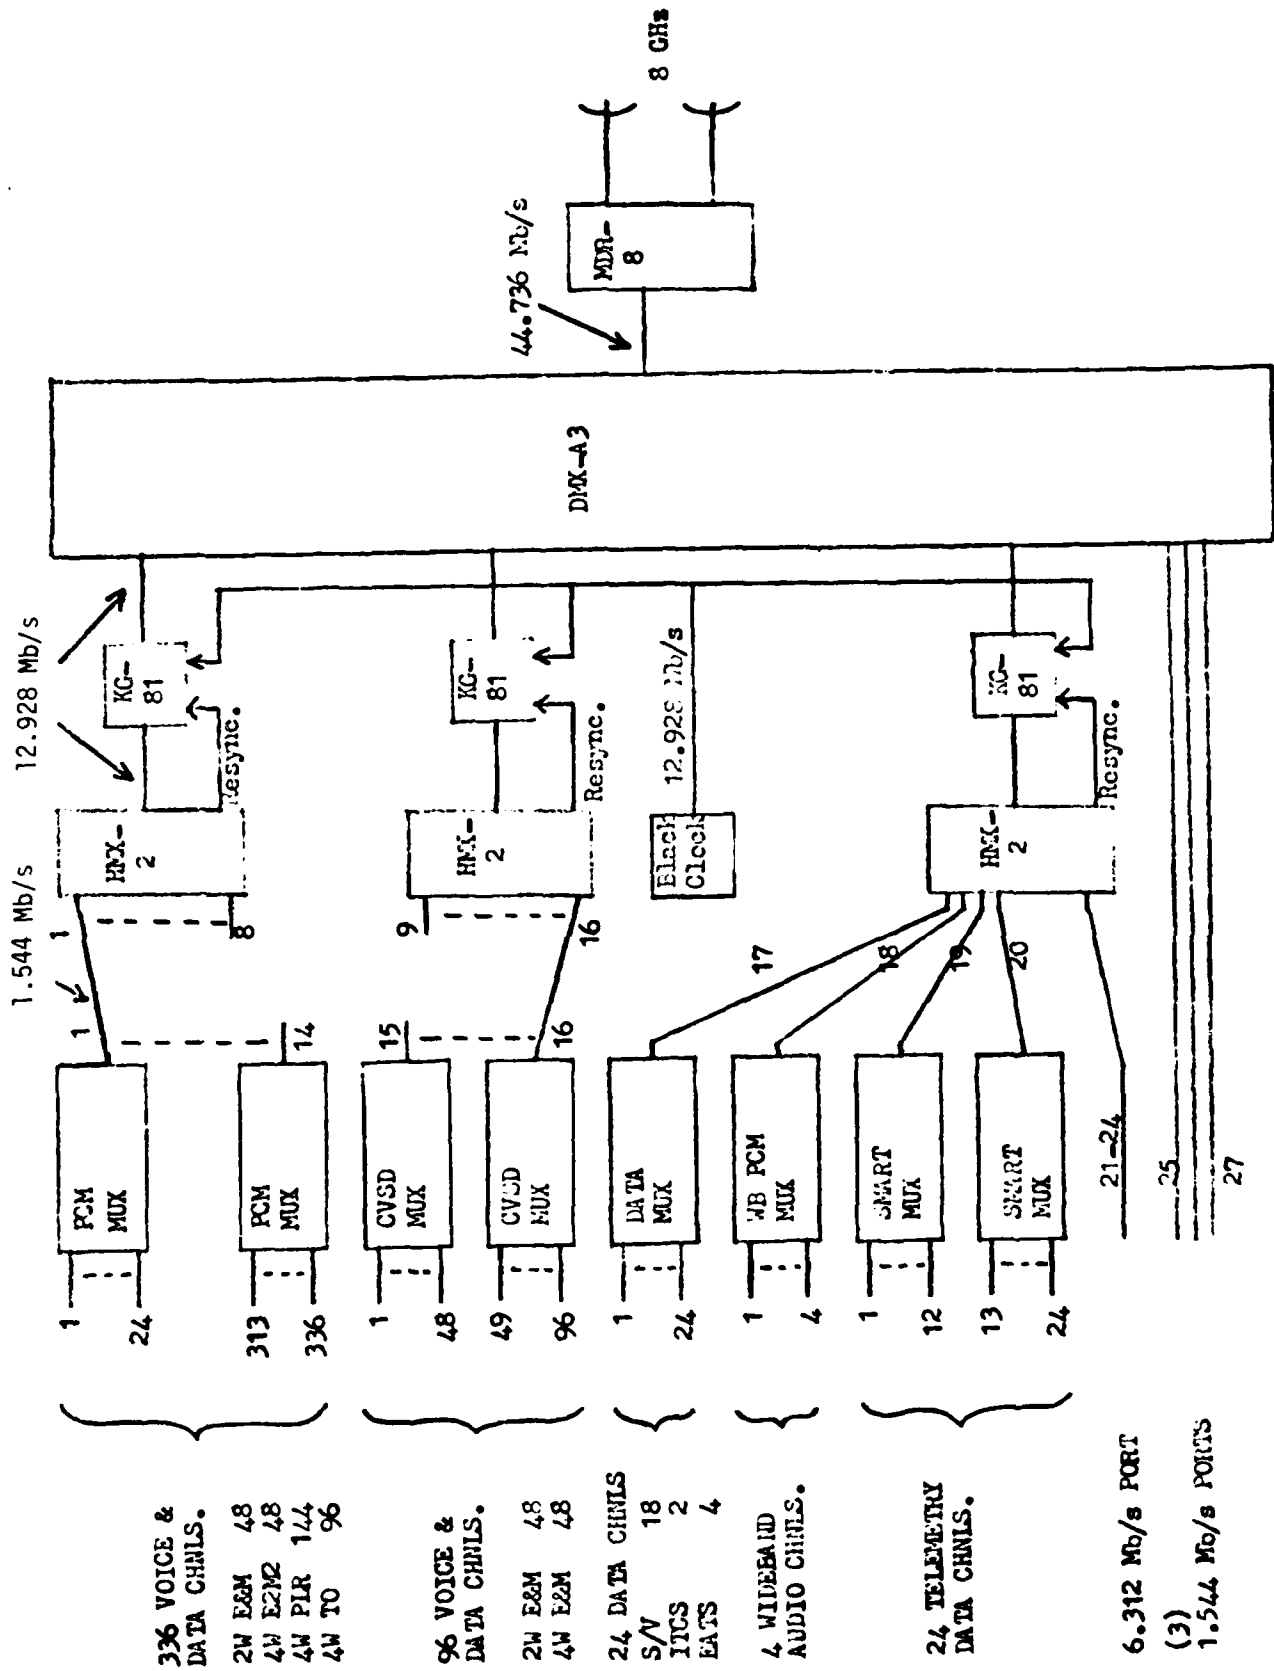 336 VOICE &
DATA CHNLS.
2W E&M 48
4W E2M2 48
4W PLR 144
4W TO 96
96 VOICE &
DATA CHNLS.
2W E&M 48
4W E&M 48
24 DATA CHNLS
S/V 18
ITCS 2
EATS 4
4 WIDEBAND
AUDIO CHNLS.
24 TELEMETRY
DATA CHNLS.
6.312 Mb/s PORT
(3)
1.544 Mb/s PORTS
1
24
313
336
1
48
49
96
1
24
1
4
1
12
13
24
PCM
MUX
PCM
MUX
CVSD
MUX
CVSD
MUX
DATA
MUX
WB PCM
MUX
SMART
MUX
SMART
MUX
21-24
25
27
1
14
15
16
1.544 Mb/s
1
8
9
16
17
18
19
20
HMX-
2
HMX-
2
Black
Clock
HMX-
2
12.928 Mb/s
Resync.
Resync.
12.928 Mb/s
Resync.
KG-
81
KG-
81
KG-
81
DMX-A3
44.736 Mb/s
MDR-
8
8 GHz